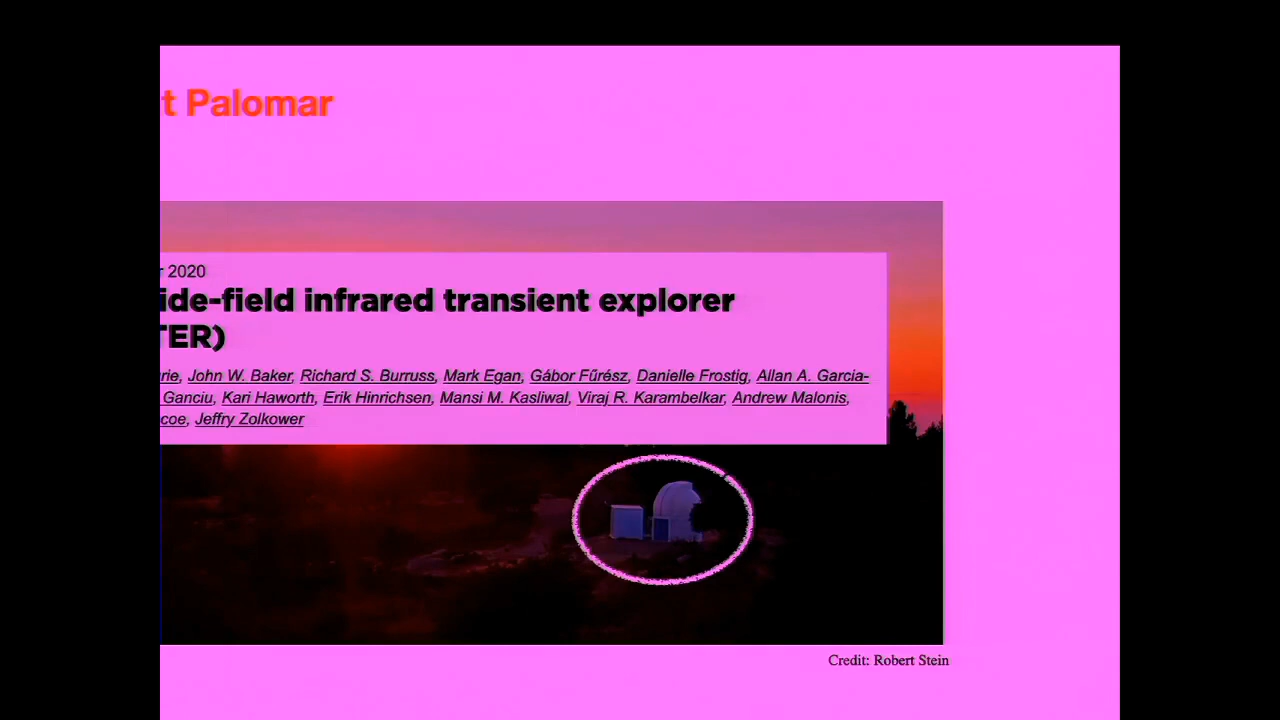 t Palomar
r 2020
ide-field infrared transient explorer
TER)
rie, John W. Baker, Richard S. Burruss, Mark Egan, Gábor Fűrész, Danielle Frostig, Allan A. Garcia-
Ganciu, Kari Haworth, Erik Hinrichsen, Mansi M. Kasliwal, Viraj R. Karambelkar, Andrew Malonis,
coe, Jeffry Zolkower
Credit: Robert Stein